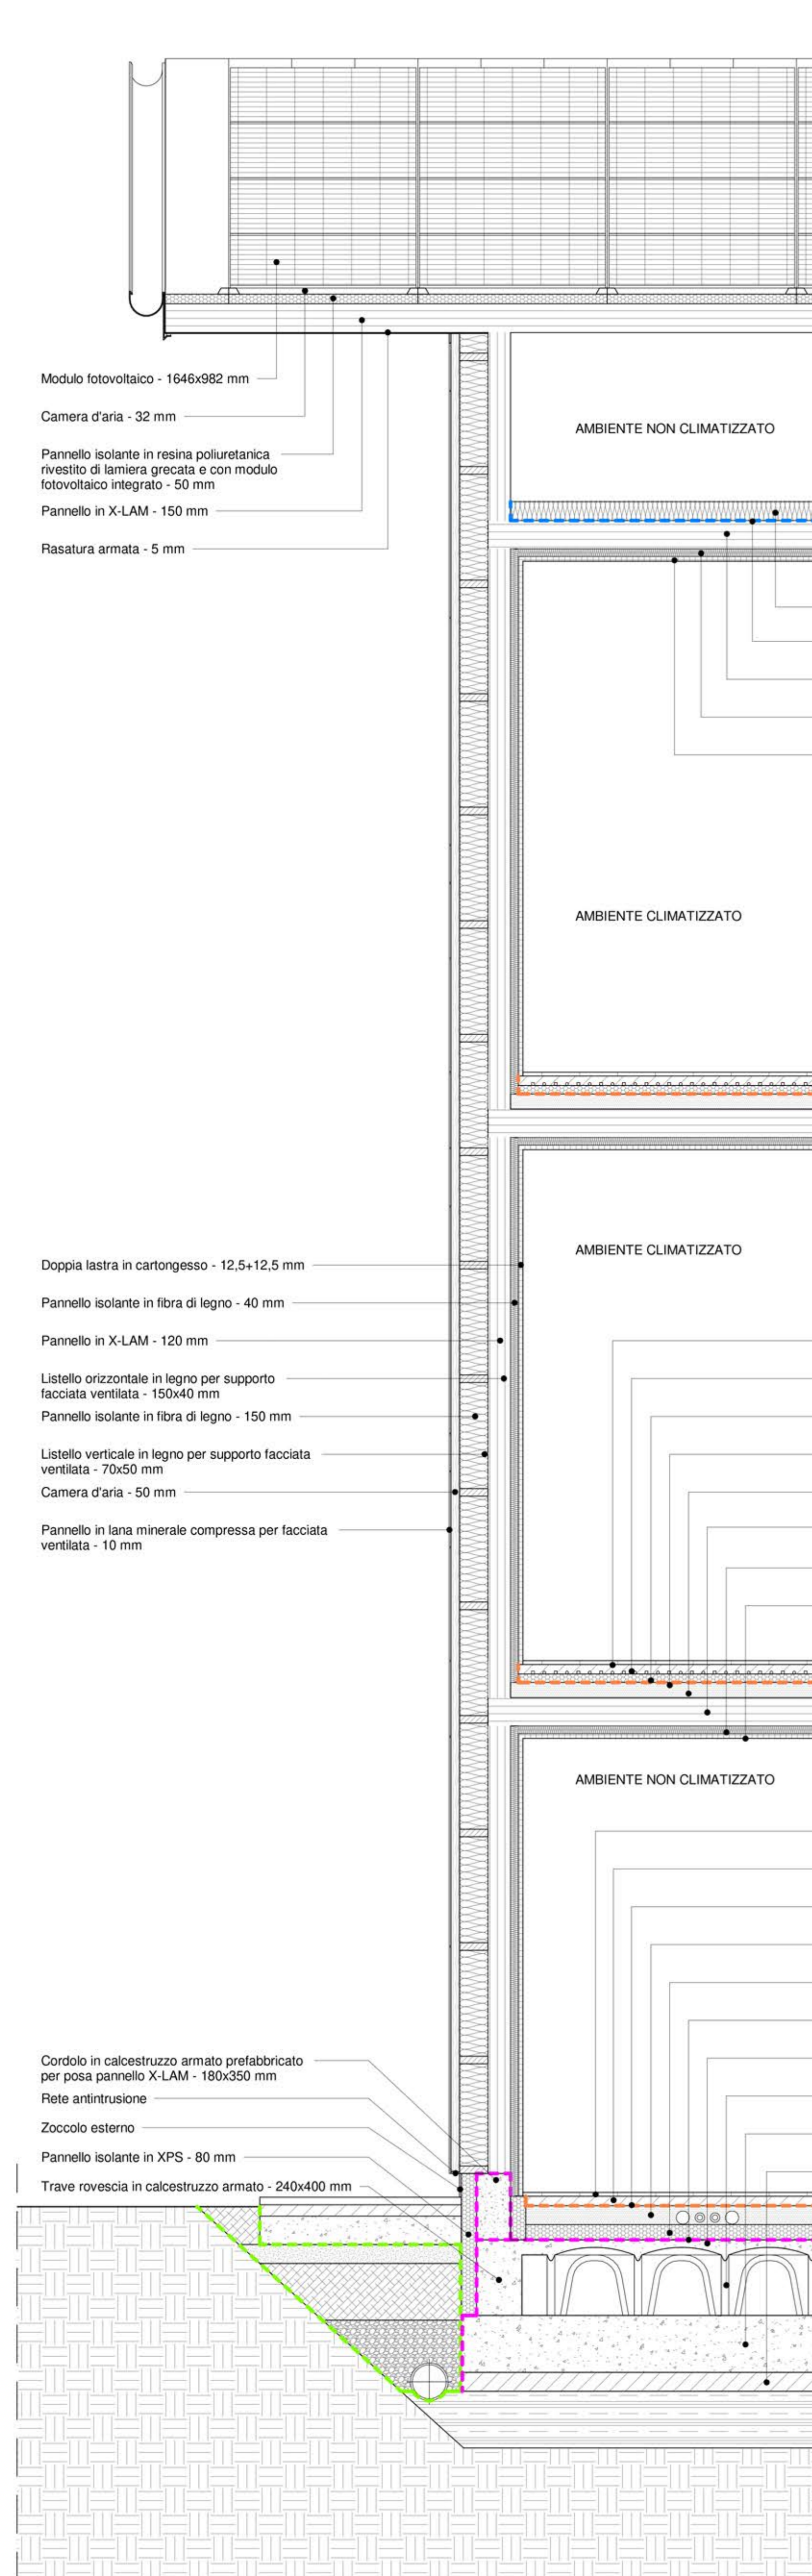 Modulo fotovoltaico - 1646x982 mm
Camera d'aria - 32 mm
Pannello isolante in resina poliuretanica
rivestito di lamiera grecata e con modulo
fotovoltaico integrato - 50 mm
Pannello in X-LAM - 150 mm
Rasatura armata - 5 mm
AMBIENTE NON CLIMATIZZATO
AMBIENTE CLIMATIZZATO
AMBIENTE CLIMATIZZATO
Doppia lastra in cartongesso - 12,5+12,5 mm
Pannello isolante in fibra di legno - 40 mm
Pannello in X-LAM - 120 mm
Listello orizzontale in legno per supporto
facciata ventilata - 150x40 mm
Pannello isolante in fibra di legno - 150 mm
Listello verticale in legno per supporto facciata
ventilata - 70x50 mm
Camera d'aria - 50 mm
Pannello in lana minerale compressa per facciata
ventilata - 10 mm
AMBIENTE NON CLIMATIZZATO
Cordolo in calcestruzzo armato prefabbricato
per posa pannello X-LAM - 180x350 mm
Rete antintrusione
Zoccolo esterno
Pannello isolante in XPS - 80 mm
Trave rovescia in calcestruzzo armato - 240x400 mm